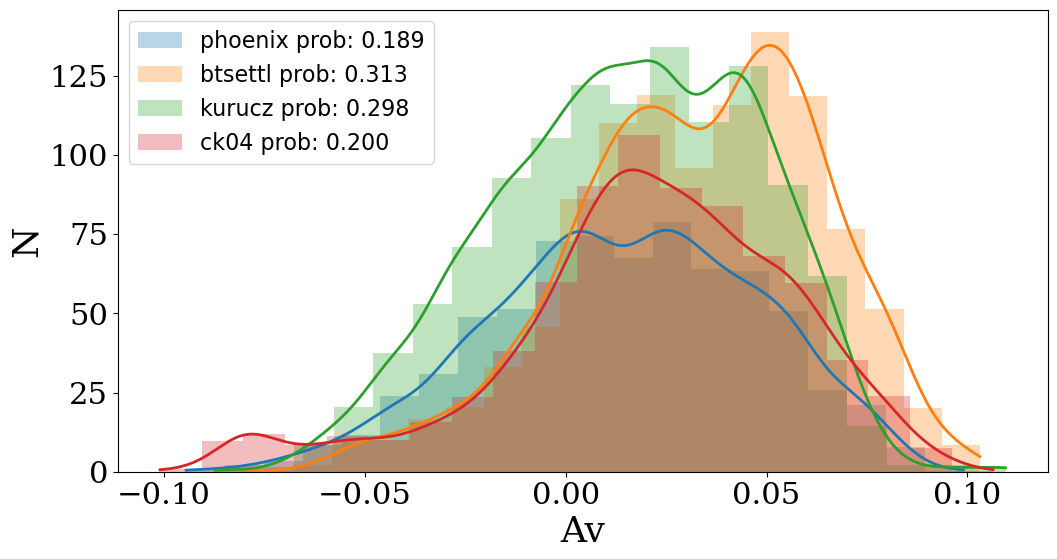 phoenix prob: 0.189
btsettl prob: 0.313
kurucz prob: 0.298
ck04 prob: 0.200
N
125
100
75
50
25
0
−0.10 −0.05 0.00 0.05 0.10
Av